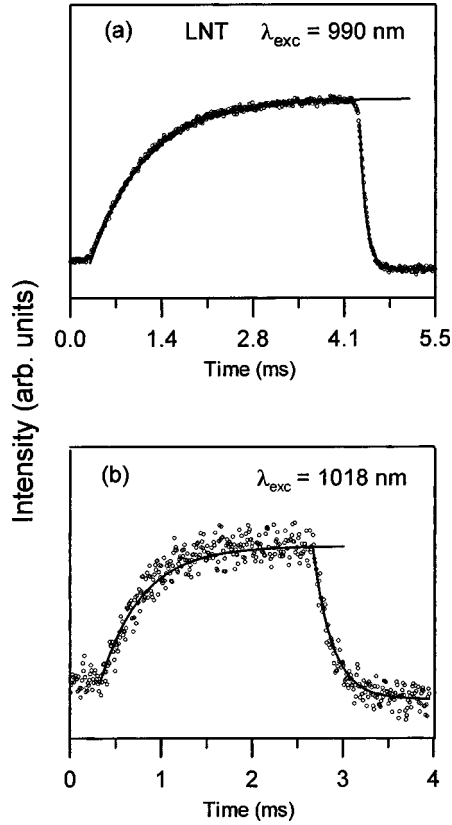 (a) LNT λexc = 990 nm
0.0 1.4 2.8 4.1 5.5
Time (ms)
Intensity (arb. units)
(b) λexc = 1018 nm
0 1 2 3 4
Time (ms)